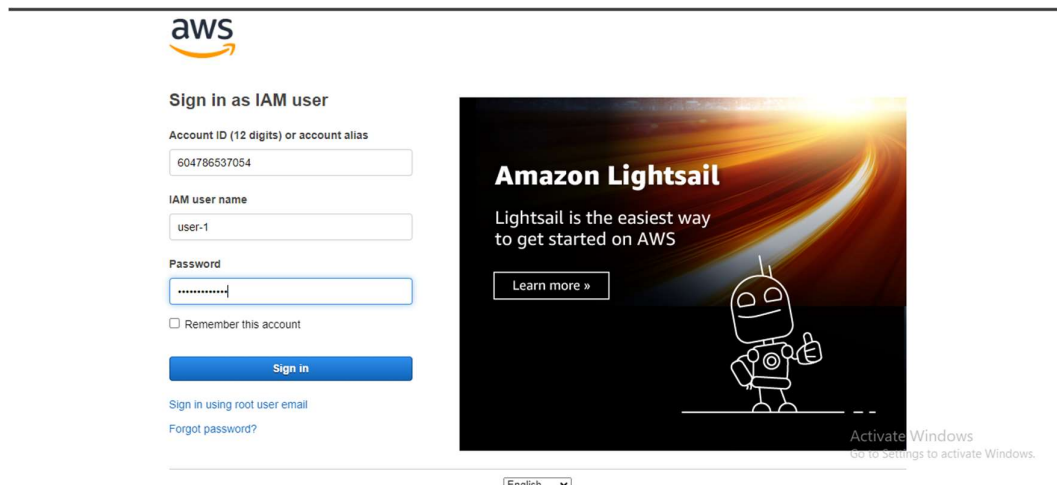 aws
Sign in as IAM user
Account ID (12 digits) or account alias
604786537054
IAM user name
user-1
Password
•••••••••••••
Remember this account
Sign in
Sign in using root user email
Forgot password?
Amazon Lightsail
Lightsail is the easiest way
to get started on AWS
Learn more »
Activate Windows
Go to Settings to activate Windows.
English